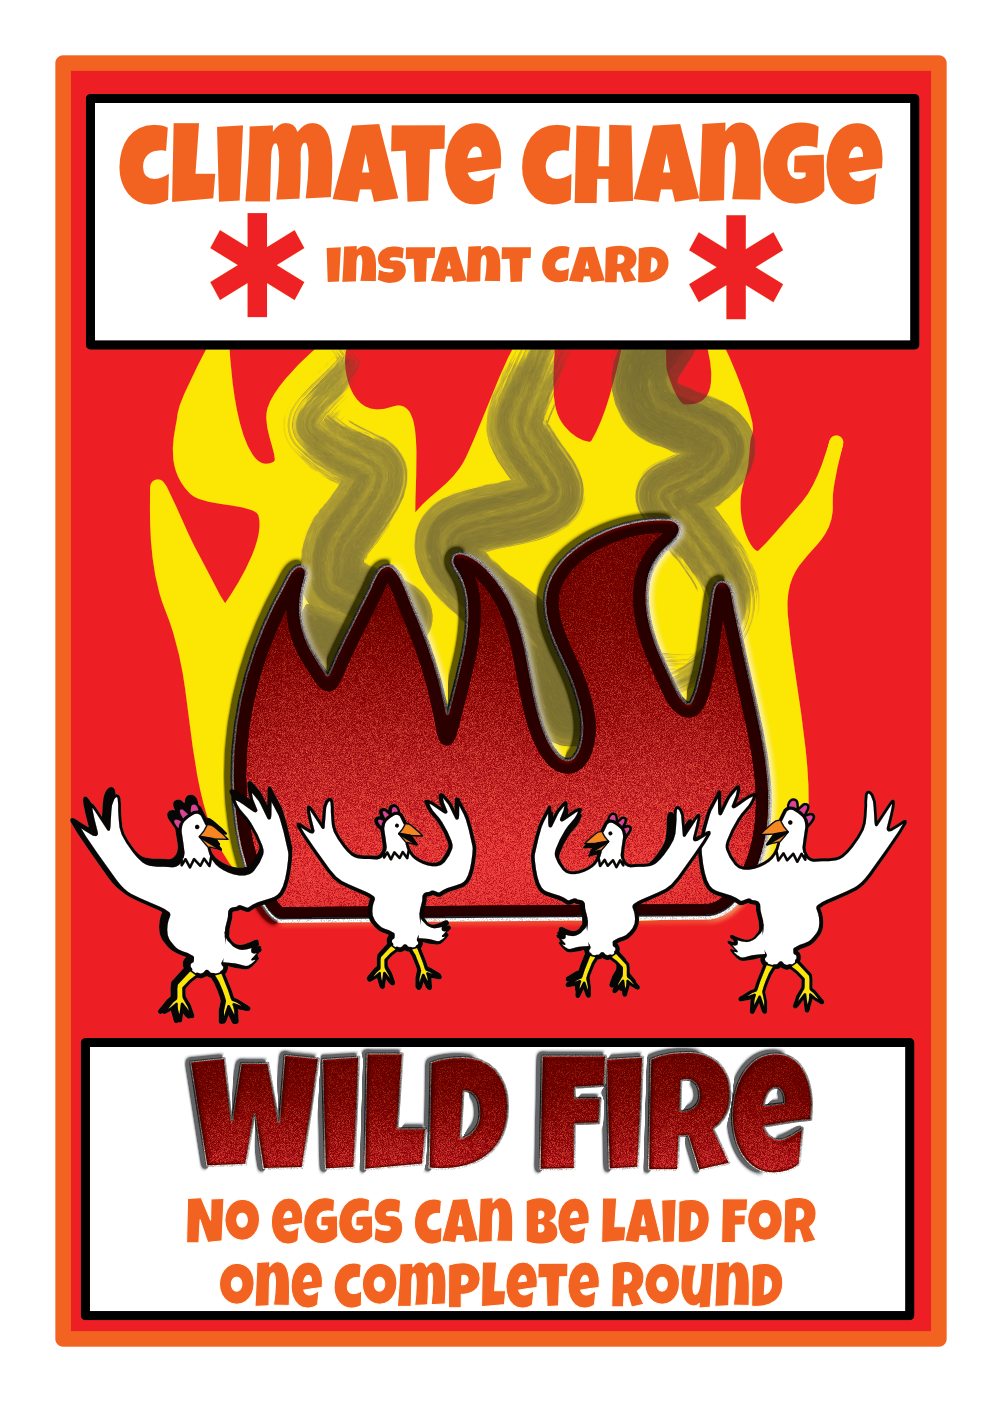 CLIMATE CHANGE
* INSTANT CARD *
WILD FIRE
NO EGGS CAN BE LAID FOR
ONE COMPLETE ROUND